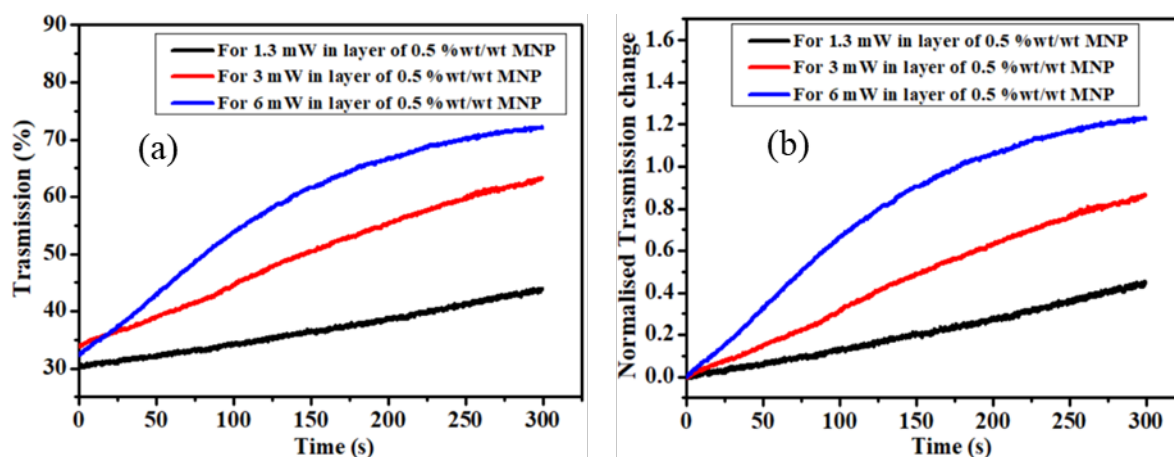 90
80
70
60
50
40
30
Trasmission (%)
For 1.3 mW in layer of 0.5 %wt/wt MNP
For 3 mW in layer of 0.5 %wt/wt MNP
For 6 mW in layer of 0.5 %wt/wt MNP
(a)
0 50 100 150 200 250 300
Time (s)
1.6
1.4
1.2
1.0
0.8
0.6
0.4
0.2
0.0
Normalised Trasmission change
For 1.3 mW in layer of 0.5 %wt/wt MNP
For 3 mW in layer of 0.5 %wt/wt MNP
For 6 mW in layer of 0.5 %wt/wt MNP
(b)
0 50 100 150 200 250 300
Time (s)